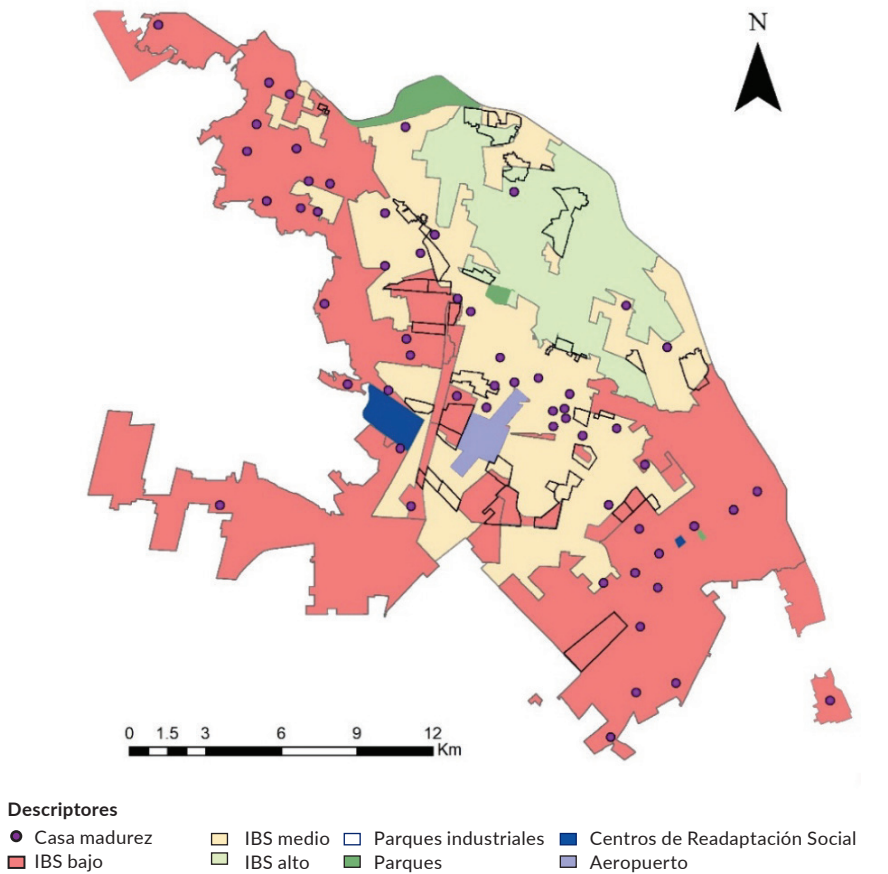 N
0 1.5 3 6 9 12
Km
Descriptores
Casa madurez
IBS medio
Parques industriales
Centros de Readaptación Social
IBS bajo
IBS alto
Parques
Aeropuerto